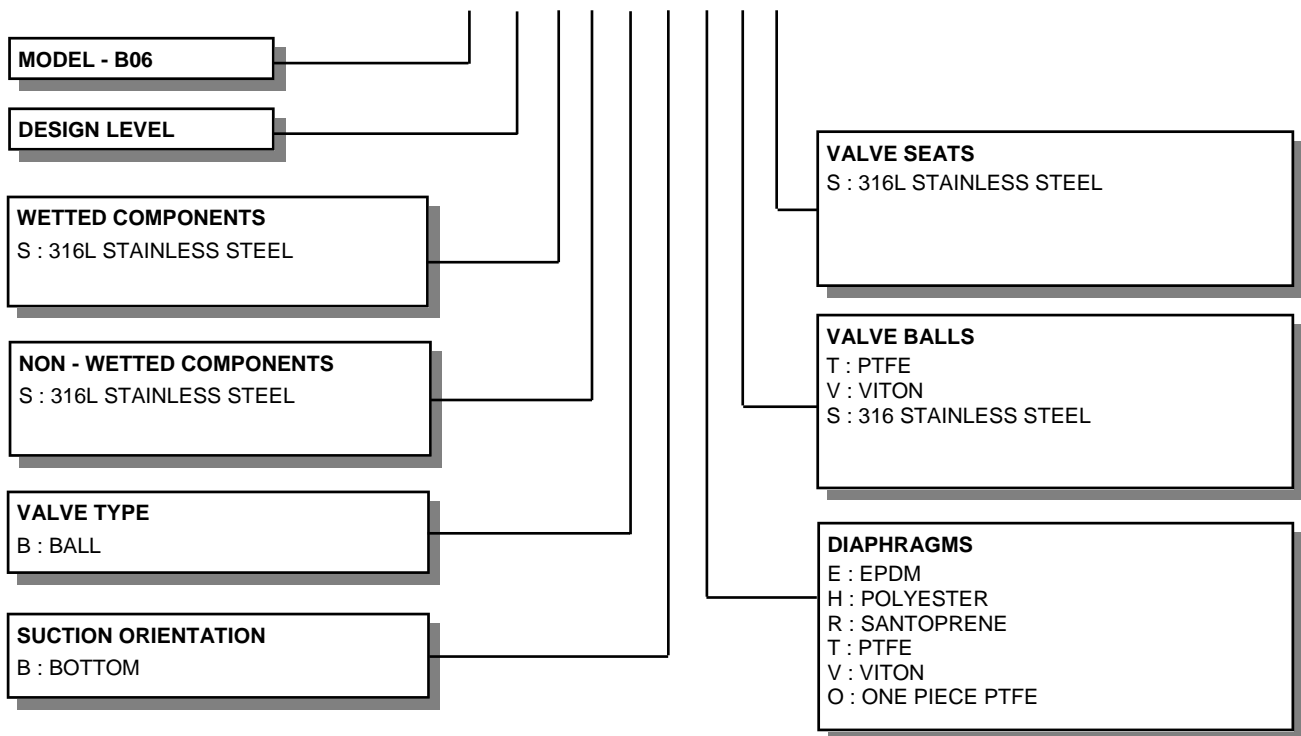 MODEL - B06
DESIGN LEVEL
WETTED COMPONENTS
S : 316L STAINLESS STEEL
NON - WETTED COMPONENTS
S : 316L STAINLESS STEEL
VALVE TYPE
B : BALL
SUCTION ORIENTATION
B : BOTTOM
VALVE SEATS
S : 316L STAINLESS STEEL
VALVE BALLS
T : PTFE
V : VITON
S : 316 STAINLESS STEEL
DIAPHRAGMS
E : EPDM
H : POLYESTER
R : SANTOPRENE
T : PTFE
V : VITON
O : ONE PIECE PTFE